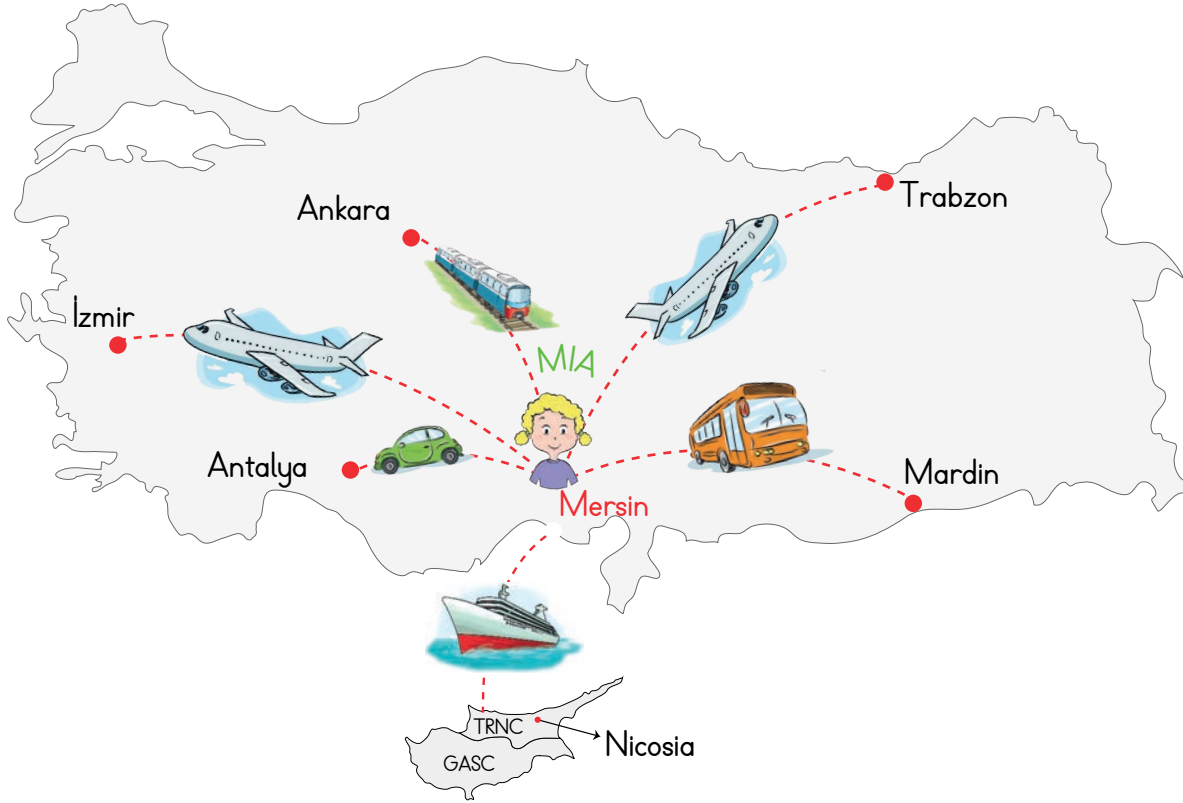 Ankara
Trabzon
İzmir
MIA
Antalya
Mardin
Mersin
TRNC
Nicosia
GASC